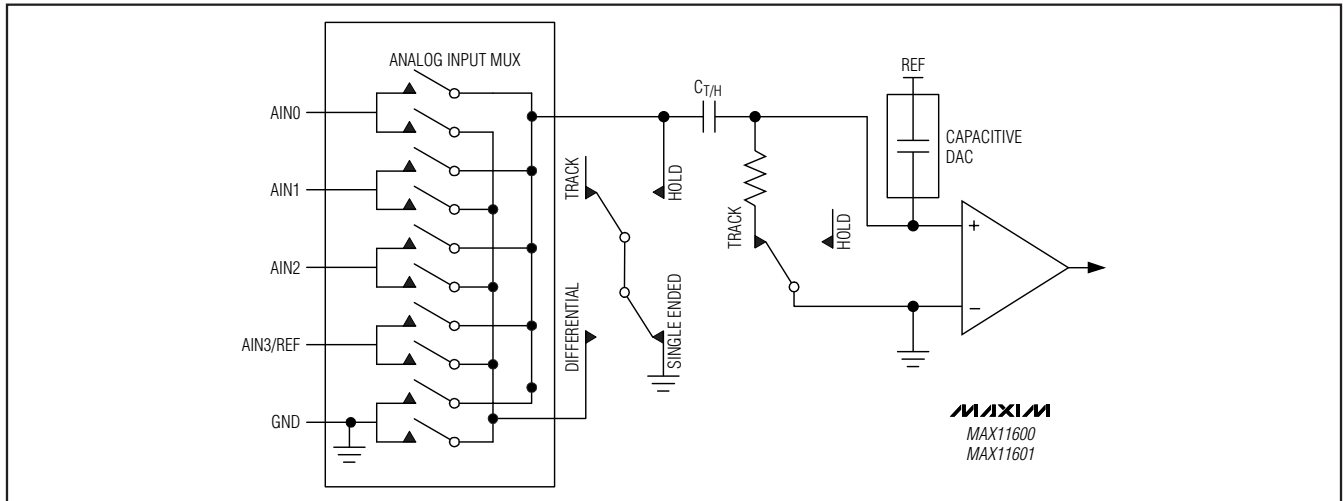 ANALOG INPUT MUX
AIN0
AIN1
AIN2
AIN3/REF
GND
TRACK
HOLD
DIFFERENTIAL
SINGLE ENDED
CT/H
TRACK
HOLD
REF
CAPACITIVE
DAC
+
−
MAXIM
MAX11600
MAX11601